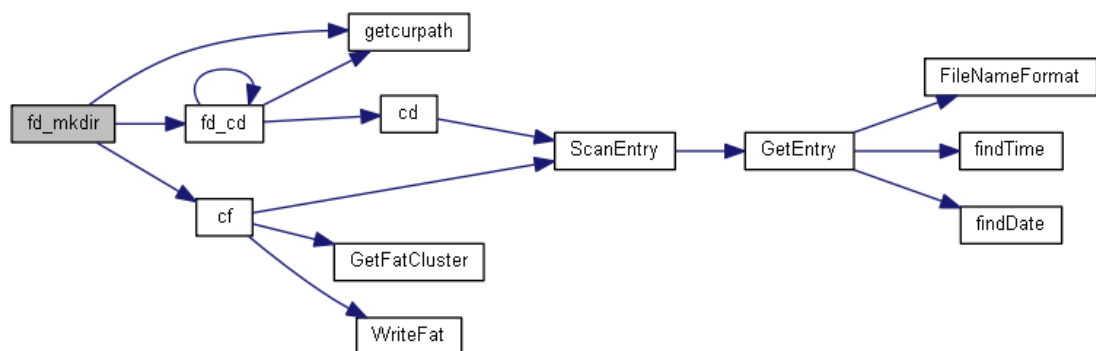 getcurpath
FileNameFormat
fd_mkdir
fd_cd
cd
ScanEntry
GetEntry
findTime
cf
findDate
GetFatCluster
WriteFat